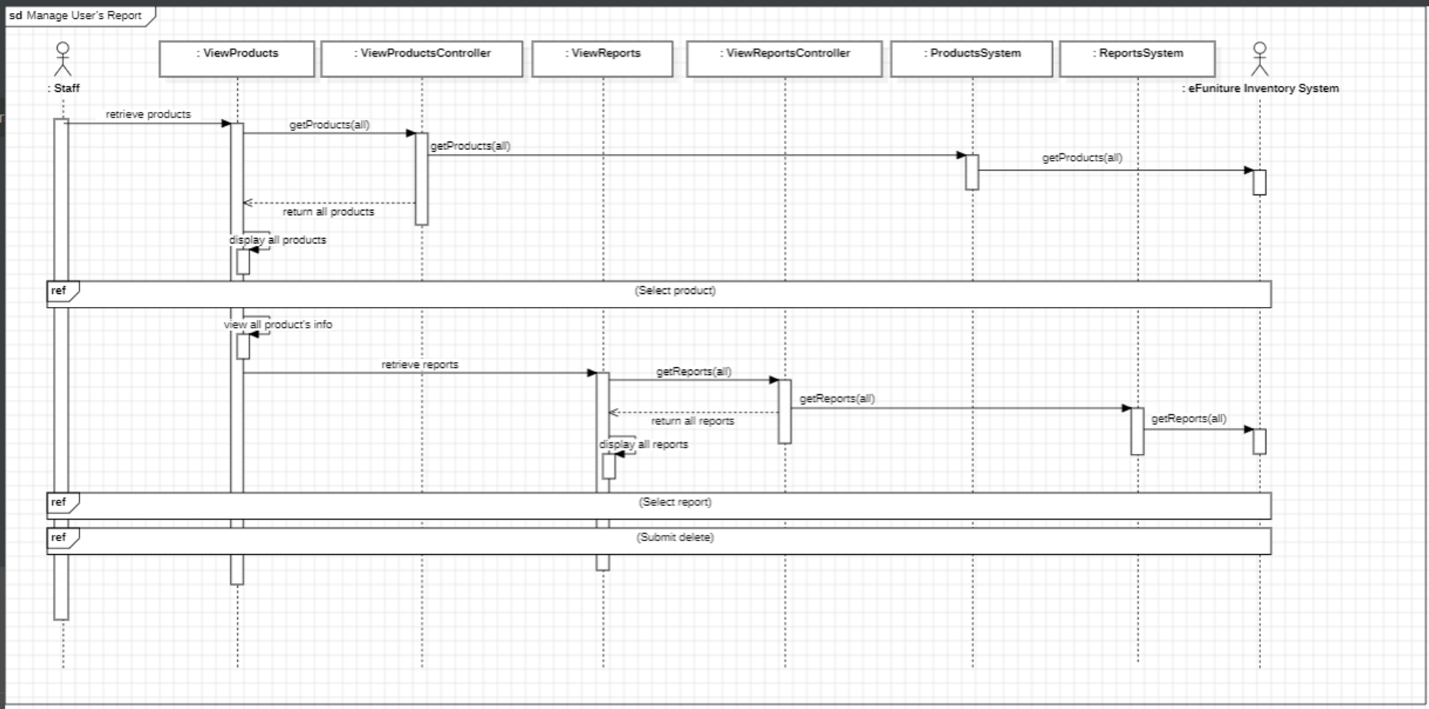 sd Manage User's Report
: ViewProducts
: ViewProductsController
: ViewReports
: ViewReportsController
: ProductsSystem
: ReportsSystem
: Staff
: eFuniture Inventory System
retrieve products
getProducts(all)
getProducts(all)
getProducts(all)
return all products
display all products
ref
(Select product)
view all product's info
retrieve reports
getReports(all)
getReports(all)
getReports(all)
return all reports
display all reports
ref
(Select report)
ref
(Submit delete)